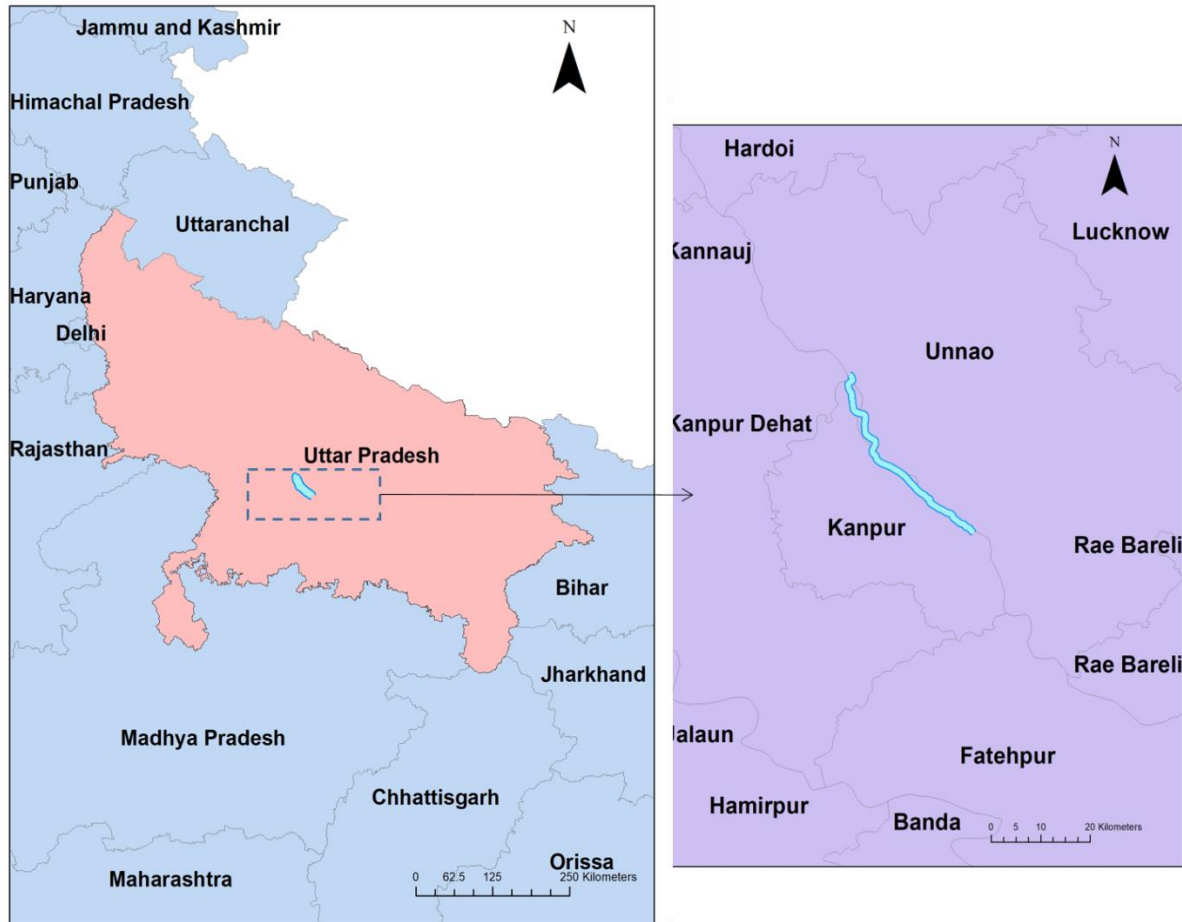 Jammu and Kashmir
N
Himachal Pradesh
Punjab
Uttaranchal
Haryana
Delhi
Rajasthan
Uttar Pradesh
Bihar
Jharkhand
Madhya Pradesh
Chhattisgarh
Maharashtra
Orissa
0 62.5 125 250 Kilometers
N
Hardoi
Lucknow
Kannauj
Unnao
Kanpur Dehat
Kanpur
Rae Bareli
Rae Bareli
Jalaun
Fatehpur
Hamirpur
Banda
0 5 10 20 Kilometers